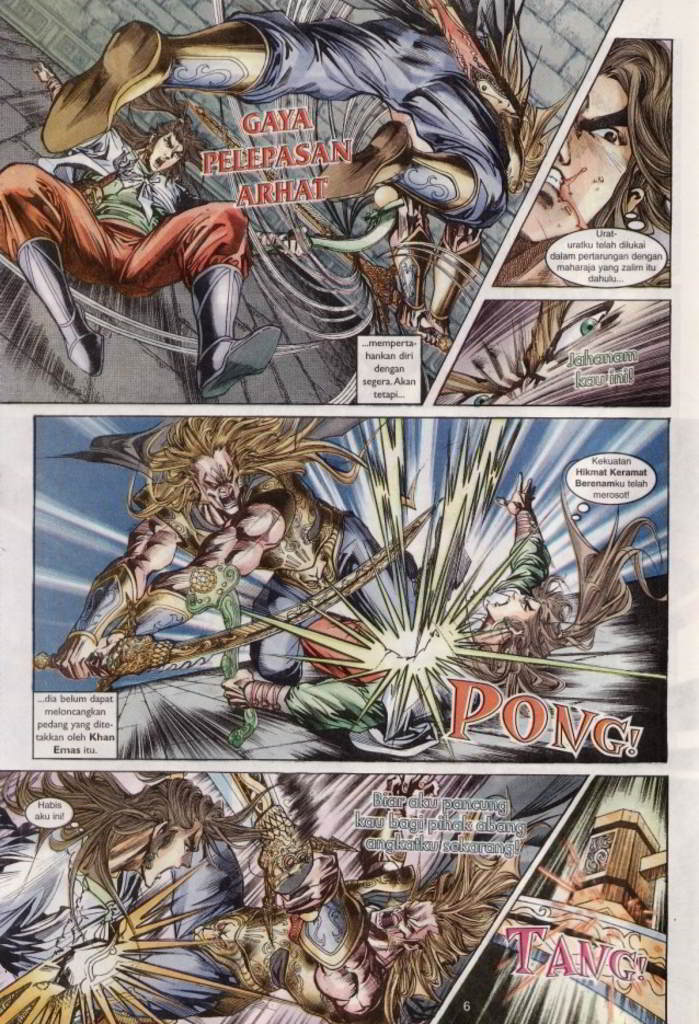 GAYA
PELEPASAN
ARHAT
Urat-
uratku telah dilukai
dalam pertarungan dengan
maharaja yang zalim itu
dahulu...
...memperta-
hankan diri
dengan
segera. Akan
tetapi...
Jahanam
kau ini!
Kekuatan
Hikmat Keramat
Berenamku telah
merosot!
...dia belum dapat
meloncangkan
pedang yang dite-
takkan oleh Khan
Emas itu.
PONG!
Habis
aku ini!
Biar aku pancung
kau bagi pihak abang
angkatku sekarang!
TANG!
6